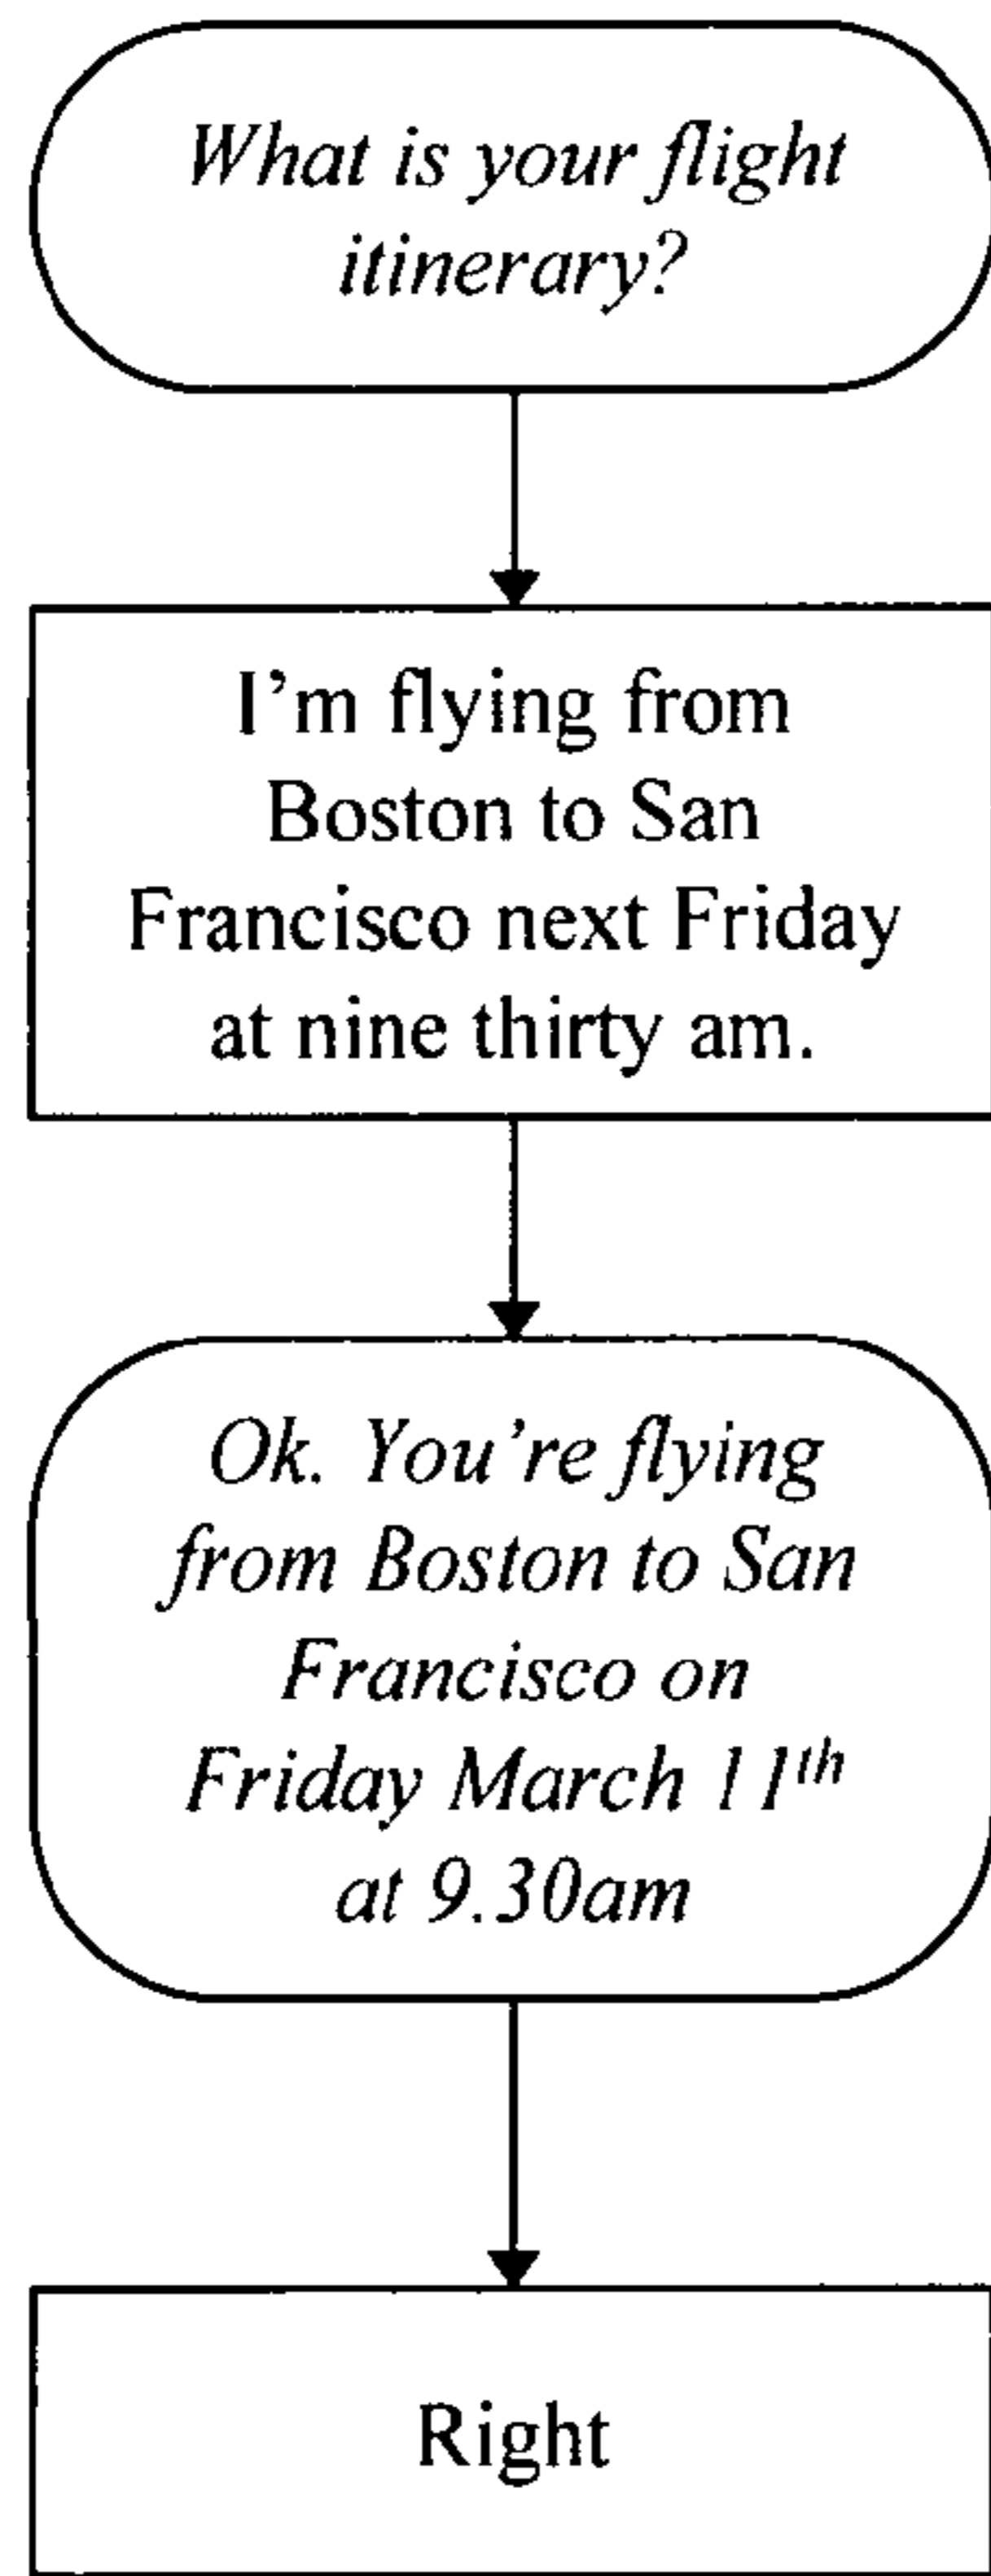 What is your flight
itinerary?
I'm flying from
Boston to San
Francisco next Friday
at nine thirty am.
Ok. You're flying
from Boston to San
Francisco on
Friday March 11th
at 9.30am
Right